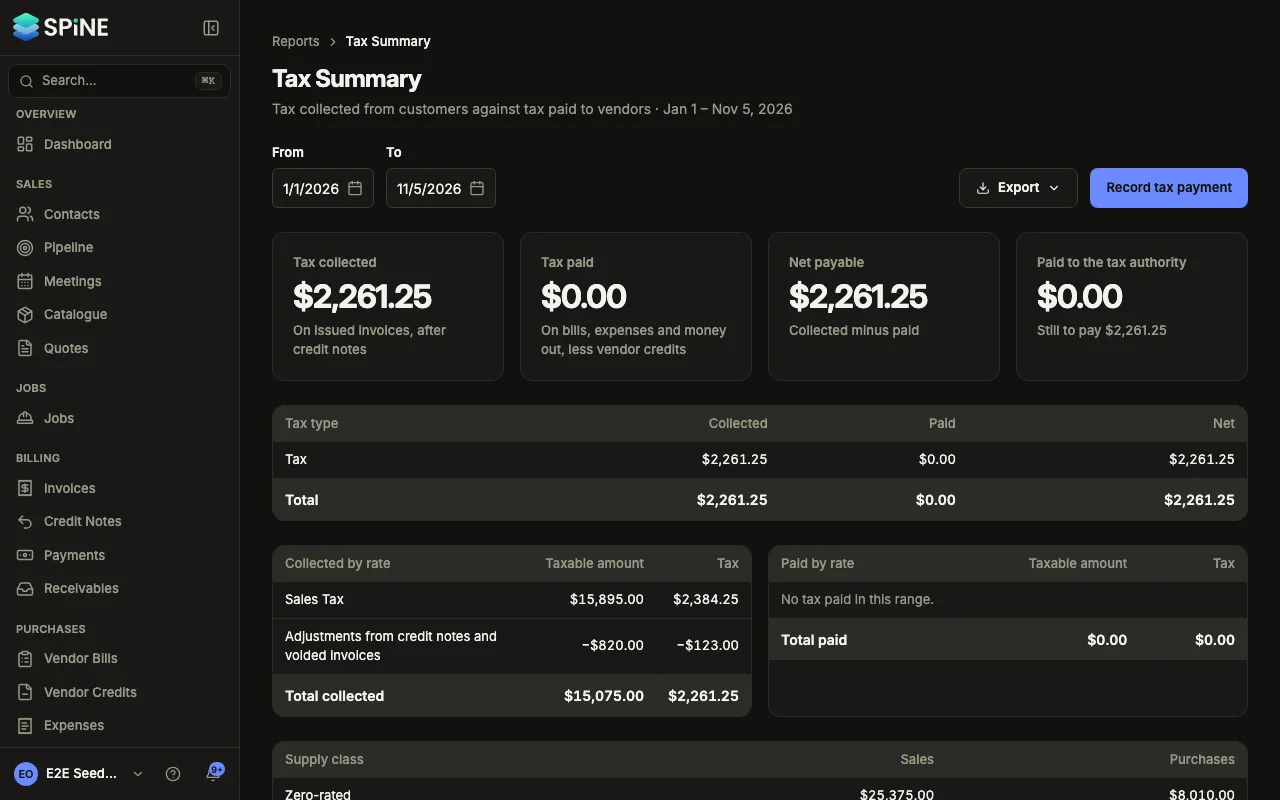 SPiNE
Search...
⌘K
OVERVIEW
Dashboard
SALES
Contacts
Pipeline
Meetings
Catalogue
Quotes
JOBS
Jobs
BILLING
Invoices
Credit Notes
Payments
Receivables
PURCHASES
Vendor Bills
Vendor Credits
Expenses
EO
E2E Seed...
9+
Reports
Tax Summary
Tax Summary
Tax collected from customers against tax paid to vendors · Jan 1 – Nov 5, 2026
From To
1/1/2026 11/5/2026
Export
Record tax payment
Tax collected
$2,261.25
On issued invoices, after
credit notes
Tax paid
$0.00
On bills, expenses and money
out, less vendor credits
Net payable
$2,261.25
Collected minus paid
Paid to the tax authority
$0.00
Still to pay $2,261.25
Tax type Collected Paid Net
Tax $2,261.25 $0.00 $2,261.25
Total $2,261.25 $0.00 $2,261.25
Collected by rate Taxable amount Tax
Sales Tax $15,895.00 $2,384.25
Adjustments from credit notes and
voided invoices −$820.00 −$123.00
Total collected $15,075.00 $2,261.25
Paid by rate Taxable amount Tax
No tax paid in this range.
Total paid $0.00 $0.00
Supply class Sales Purchases
Zero-rated $25,375.00 $8,010.00